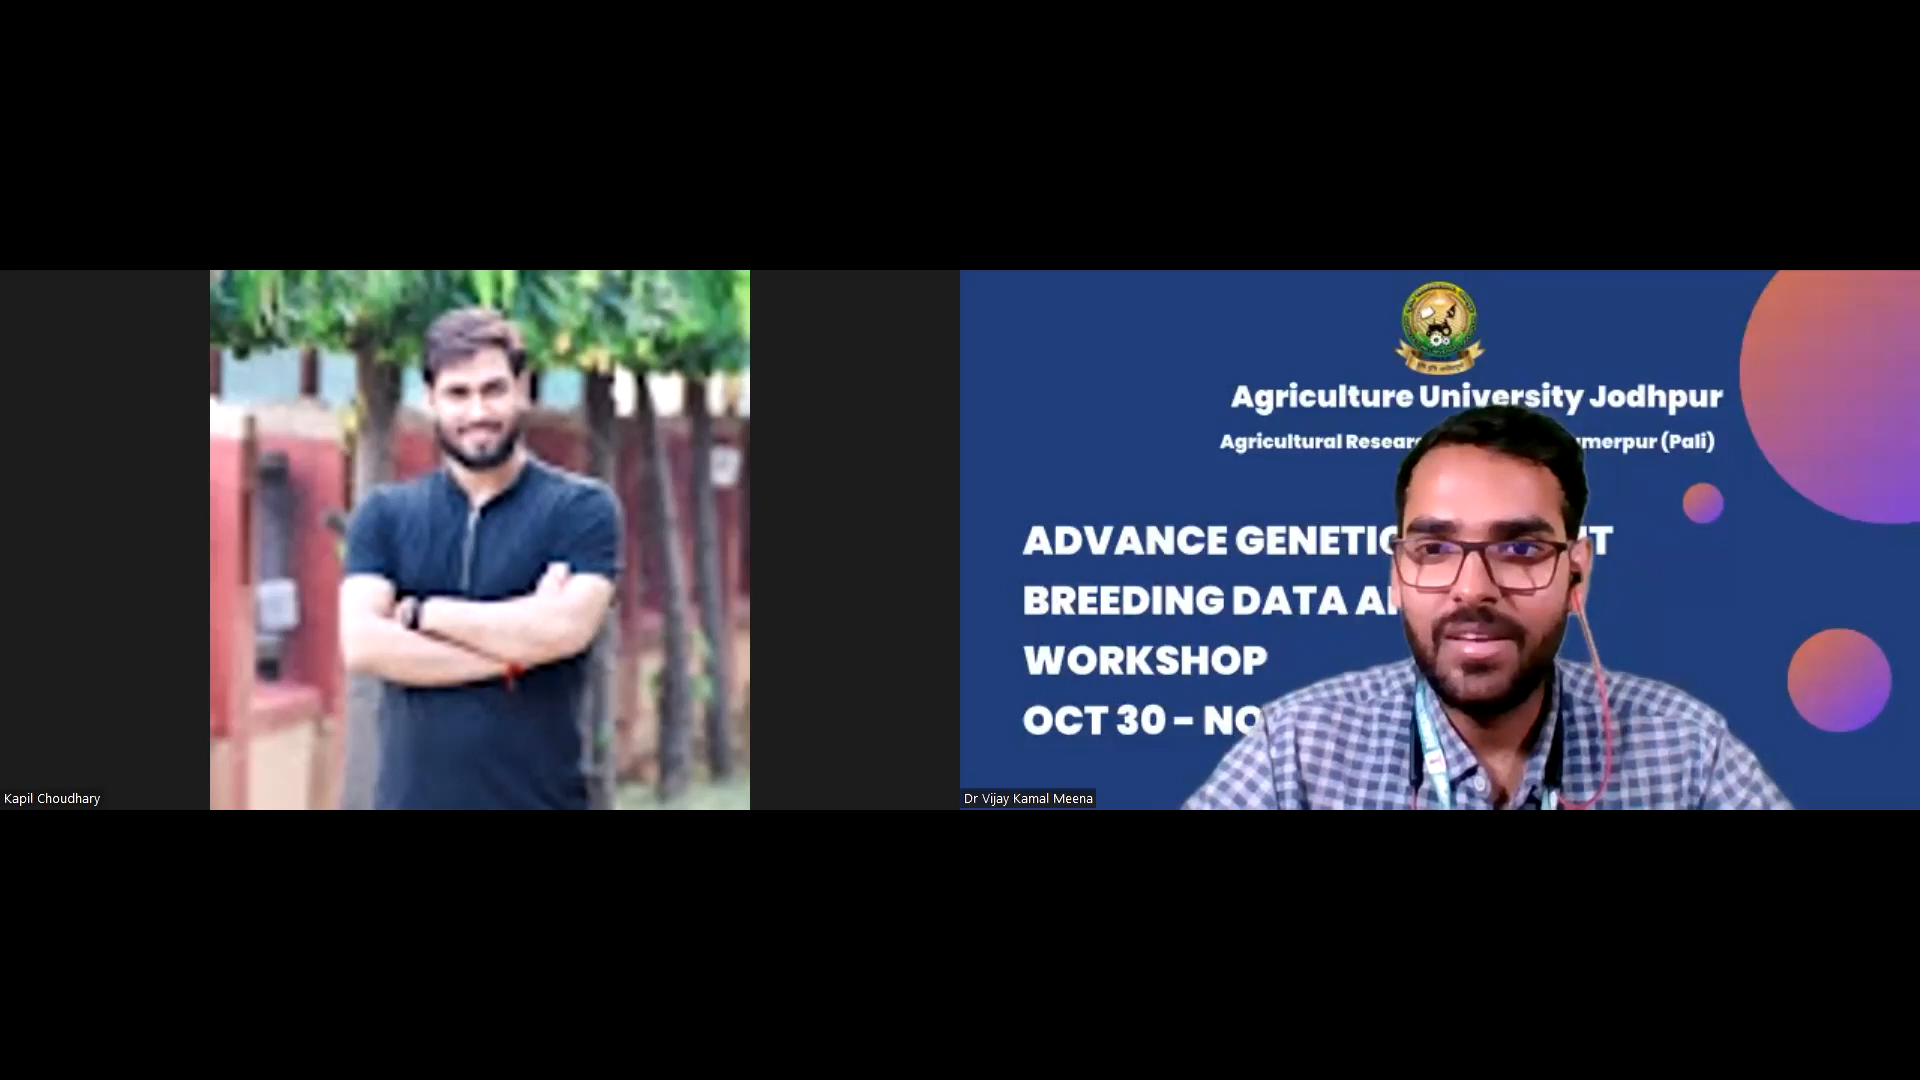 Agriculture University Jodhpur
Agricultural Resear merpur (Pali)
ADVANCE GENETIC T
BREEDING DATA A
WORKSHOP
OCT 30 - NO
Kapil Choudhary
Dr Vijay Kamal Meena